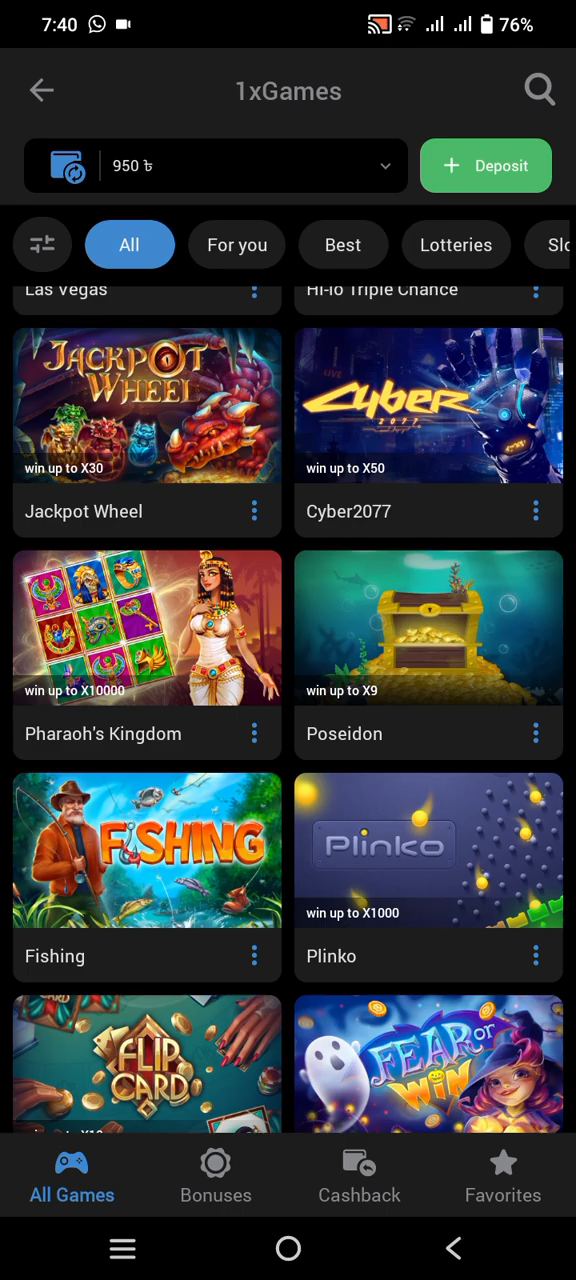 7:40
76%
1xGames
950 ৳
+ Deposit
All
For you
Best
Lotteries
Slo
Las Vegas
Hi-lo Triple Chance
JACKPOT
WHEEL
win up to X30
Jackpot Wheel
LIVE
Cyber
2077
win up to X50
Cyber2077
win up to X10000
Pharaoh's Kingdom
win up to X9
Poseidon
FISHING
Fishing
Plinko
win up to X1000
Plinko
CARD
FLIP
CARD
FEAR or
WIN
All Games
Bonuses
Cashback
Favorites